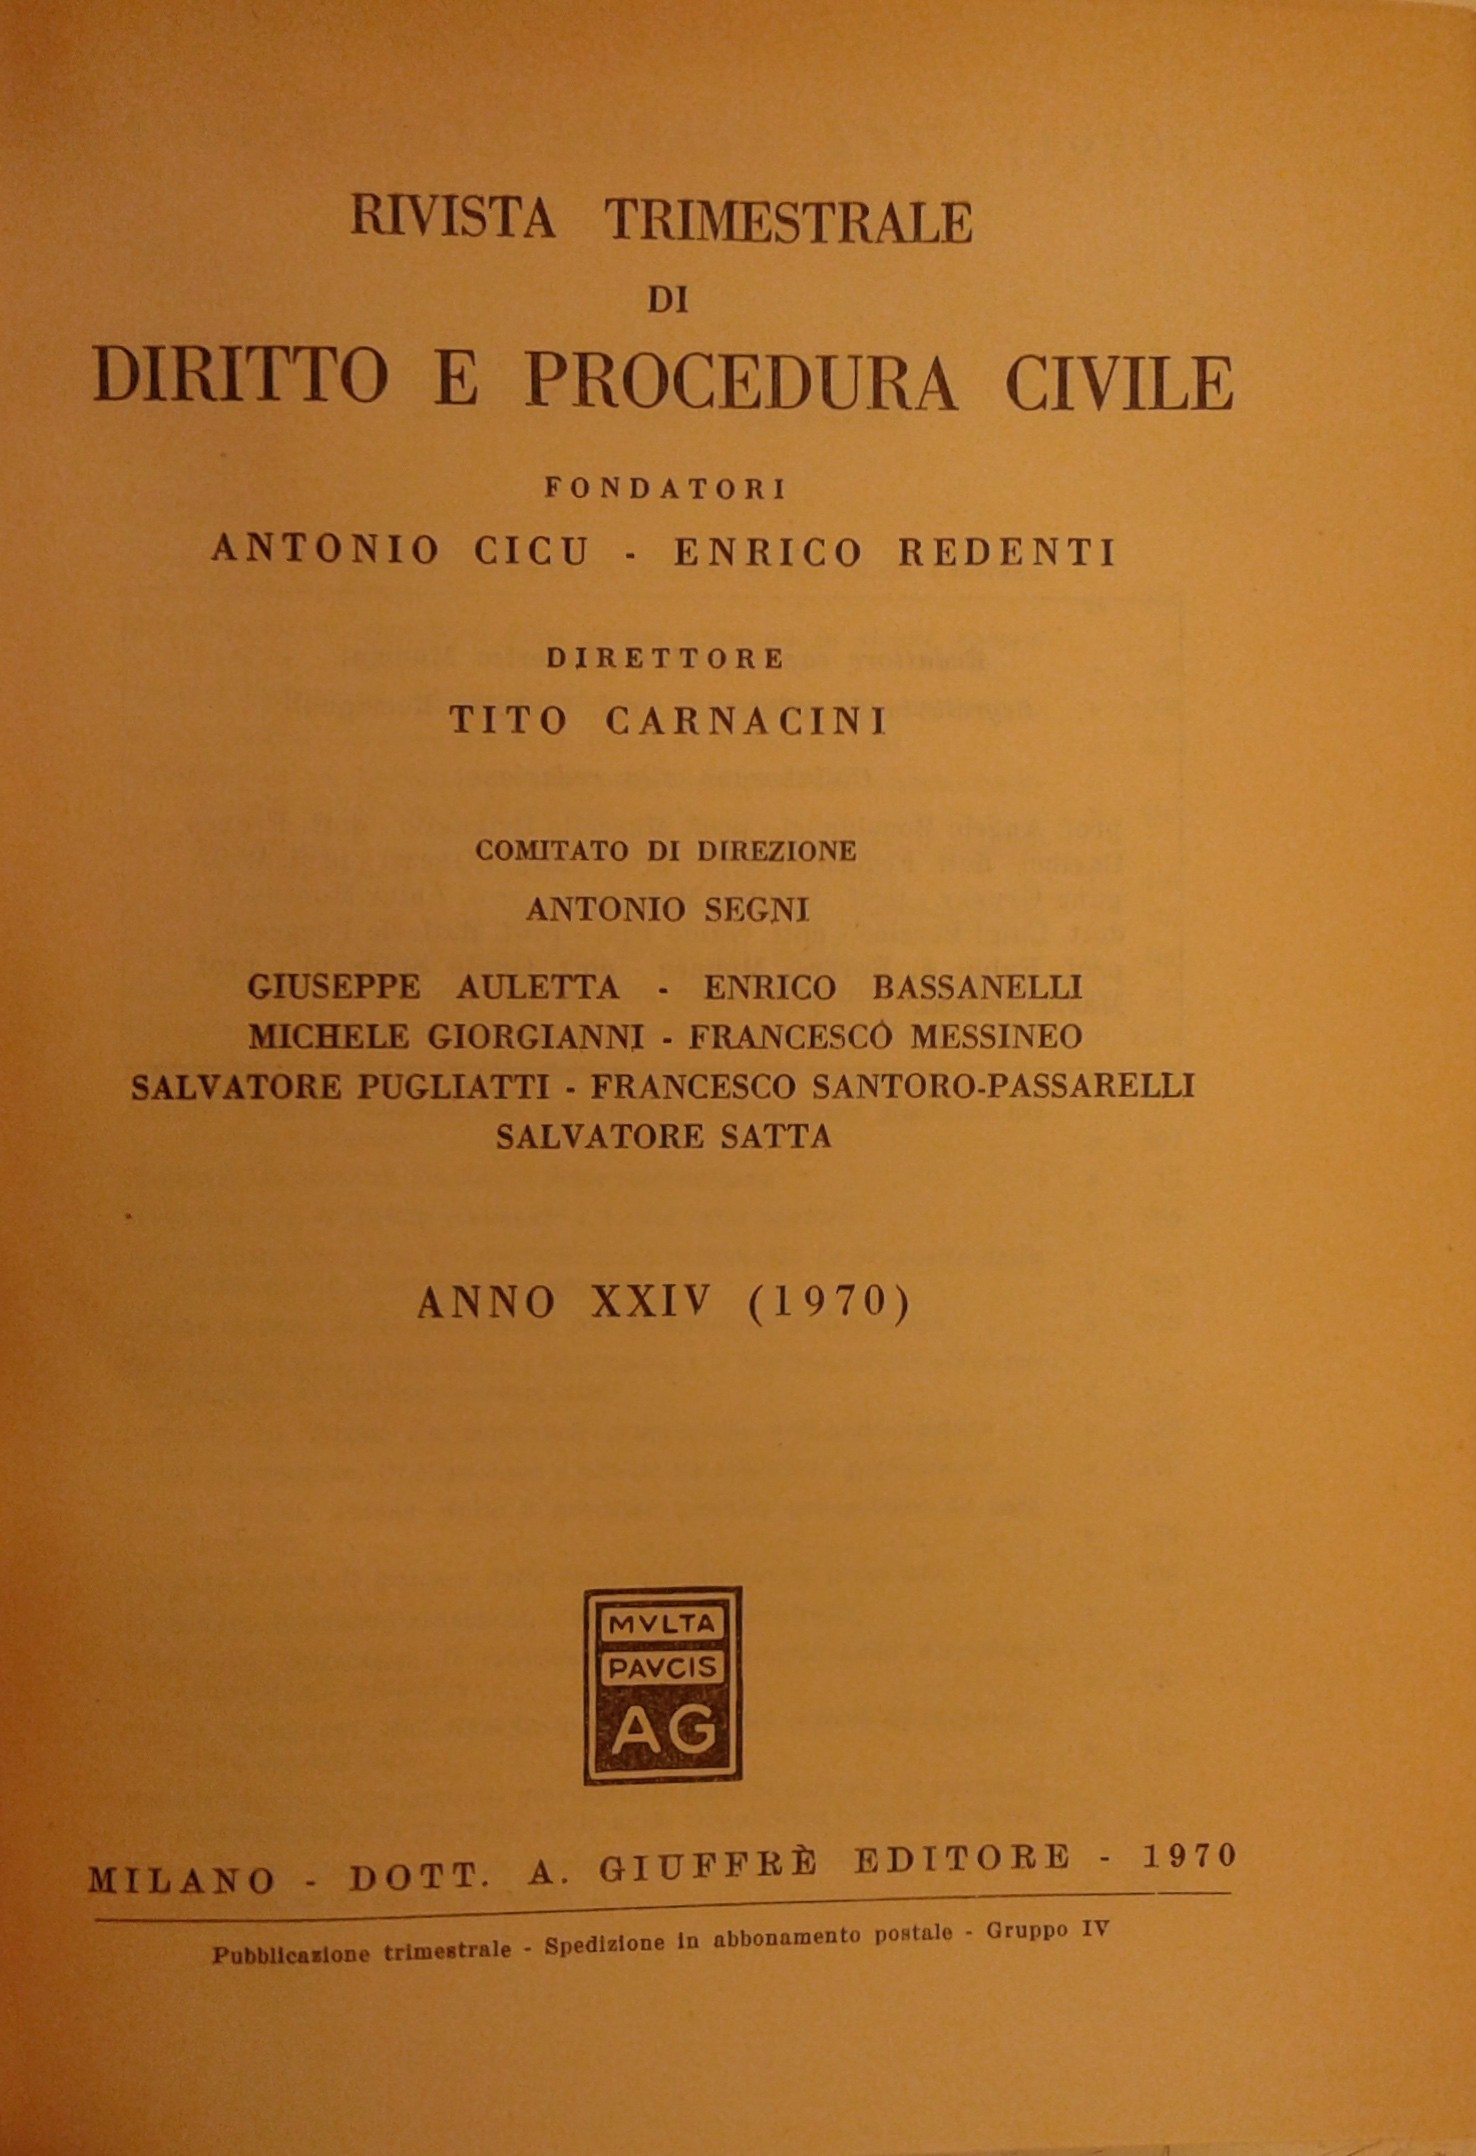 RIVISTA TRIMESTRALE
DI
DIRITTO E PROCEDURA CIVILE
FONDATORI
ANTONIO CICU - ENRICO REDENTI
DIRETTORE
TITO CARNACINI
COMITATO DI DIREZIONE
ANTONIO SEGNI
GIUSEPPE AULETTA - ENRICO BASSANELLI
MICHELE GIORGIANNI - FRANCESCO MESSINEO
SALVATORE PUGLIATTI - FRANCESCO SANTORO-PASSARELLI
SALVATORE SATTA
ANNO XXIV (1970)
MVLTA
PAVCIS
AG
MILANO - DOTT. A. GIUFFRÈ EDITORE - 1970
Pubblicazione trimestrale - Spedizione in abbonamento postale - Gruppo IV